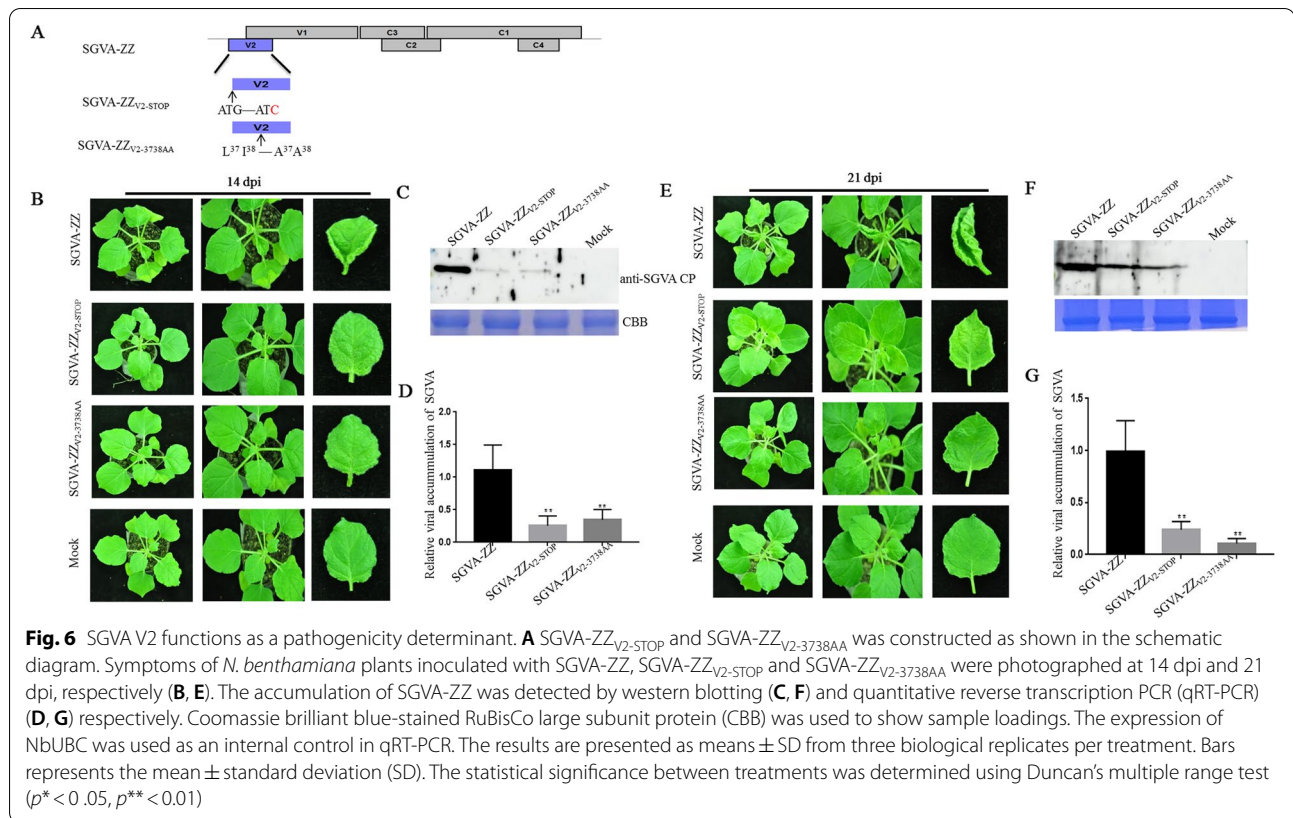 A
SGVA-ZZ
V1
C3
C1
V2
C2
C4
V2
SGVA-ZZV2-STOP
ATG—ATC
V2
SGVA-ZZV2-3738AA
L37 I38 — A37A38
B
14 dpi
SGVA-ZZ
SGVA-ZZV2-STOP
SGVA-ZZV2-3738AA
Mock
C
SGVA-ZZ
SGVA-ZZV2-STOP
SGVA-ZZV2-3738AA
Mock
anti-SGVA CP
CBB
D
Relative viral accummulation of SGVA
2.0
1.5
1.0
0.5
0.0
**
**
SGVA-ZZ
SGVA-ZZV2-STOP
SGVA-ZZV2-3738AA
E
21 dpi
SGVA-ZZ
SGVA-ZZV2-STOP
SGVA-ZZV2-3738AA
Mock
F
SGVA-ZZ
SGVA-ZZV2-STOP
SGVA-ZZV2-3738AA
Mock
G
Relative viral accummulation of SGVA
1.5
1.0
0.5
0.0
**
**
SGVA-ZZ
SGVA-ZZV2-STOP
SGVA-ZZV2-3738AA
Fig. 6 SGVA V2 functions as a pathogenicity determinant. A SGVA-ZZV2-STOP and SGVA-ZZV2-3738AA was constructed as shown in the schematic
diagram. Symptoms of N. benthamiana plants inoculated with SGVA-ZZ, SGVA-ZZV2-STOP and SGVA-ZZV2-3738AA were photographed at 14 dpi and 21
dpi, respectively (B, E). The accumulation of SGVA-ZZ was detected by western blotting (C, F) and quantitative reverse transcription PCR (qRT-PCR)
(D, G) respectively. Coomassie brilliant blue-stained RuBisCo large subunit protein (CBB) was used to show sample loadings. The expression of
NbUBC was used as an internal control in qRT-PCR. The results are presented as means ± SD from three biological replicates per treatment. Bars
represents the mean ± standard deviation (SD). The statistical significance between treatments was determined using Duncan's multiple range test
(p* < 0 .05, p** < 0.01)